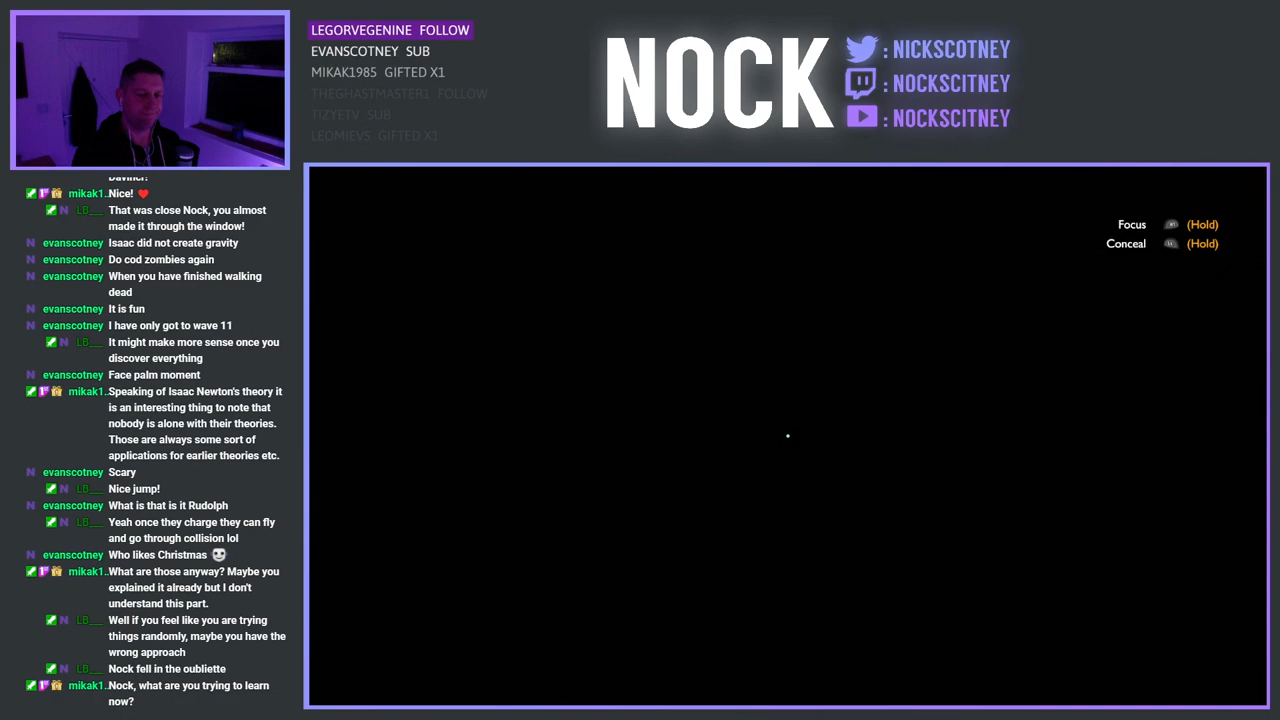 LEGORVEGENINE FOLLOW
EVANSCOTNEY SUB
MIKAK1985 GIFTED X1
THEGHASTMASTER1 FOLLOW
TIZYETV SUB
LEOMIEVS GIFTED X1
NOCK
: NICKSCOTNEY
: NOCKSCITNEY
: NOCKSCITNEY
mikak1..Nice!
LB___ That was close Nock, you almost
made it through the window!
evanscotney Isaac did not create gravity
evanscotney Do cod zombies again
evanscotney When you have finished walking
dead
evanscotney It is fun
evanscotney I have only got to wave 11
LB___ It might make more sense once you
discover everything
evanscotney Face palm moment
mikak1..Speaking of Isaac Newton's theory it
is an interesting thing to note that
nobody is alone with their theories.
Those are always some sort of
applications for earlier theories etc.
evanscotney Scary
LB___ Nice jump!
evanscotney What is that is it Rudolph
LB___ Yeah once they charge they can fly
and go through collision lol
evanscotney Who likes Christmas
mikak1..What are those anyway? Maybe you
explained it already but I don't
understand this part.
LB___ Well if you feel like you are trying
things randomly, maybe you have the
wrong approach
LB___ Nock fell in the oubliette
mikak1..Nock, what are you trying to learn
now?
Focus (Hold)
Conceal (Hold)